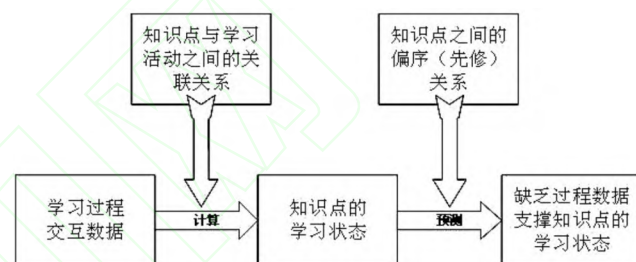 知识点与学习
活动之间的关
联关系
知识点之间的
偏序（先修）
关系
学习过程
交互数据
计算
知识点的
学习状态
预测
缺乏过程数据
支撑知识点的
学习状态